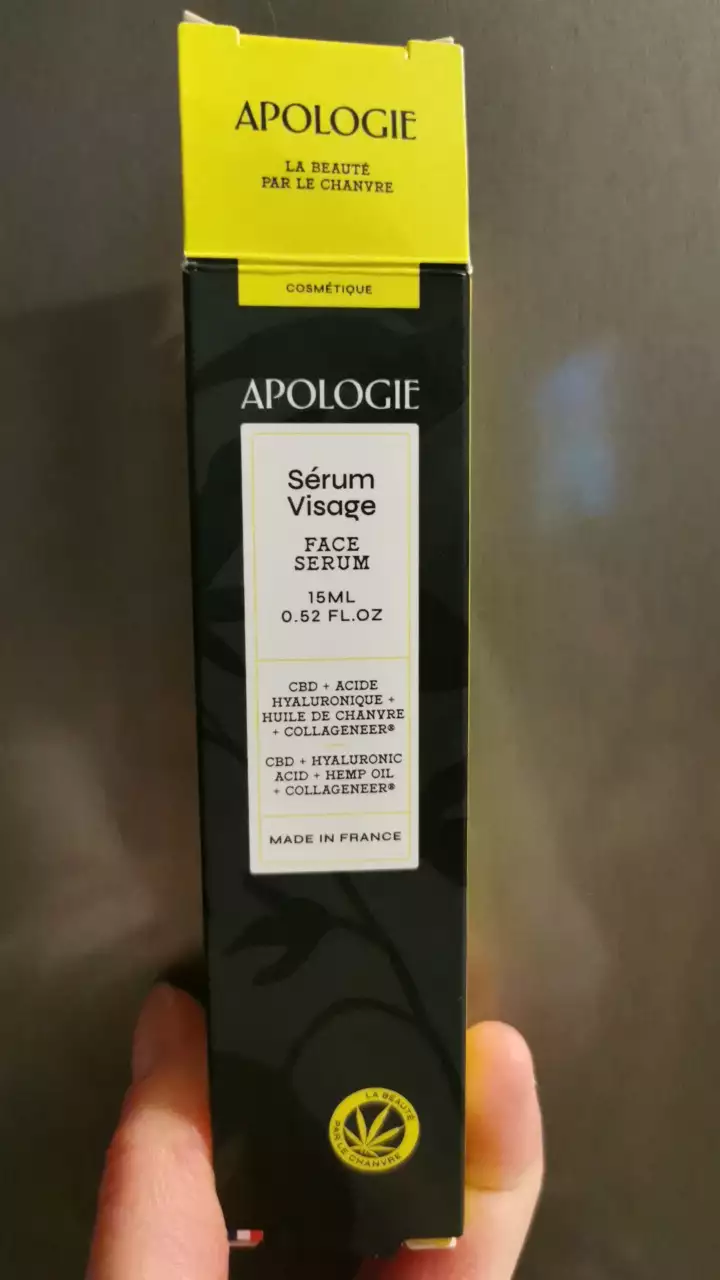 APOLOGIE
LA BEAUTÉ
PAR LE CHANVRE
COSMÉTIQUE
APOLOGIE
Sérum
Visage
FACE
SERUM
15ML
0.52 FL.OZ
CBD + ACIDE
HYALURONIQUE +
HUILE DE CHANVRE
+ COLLAGENEER®
CBD + HYALURONIC
ACID + HEMP OIL
+ COLLAGENEER®
MADE IN FRANCE
LA BEAUTÉ
PAR LE CHANVRE